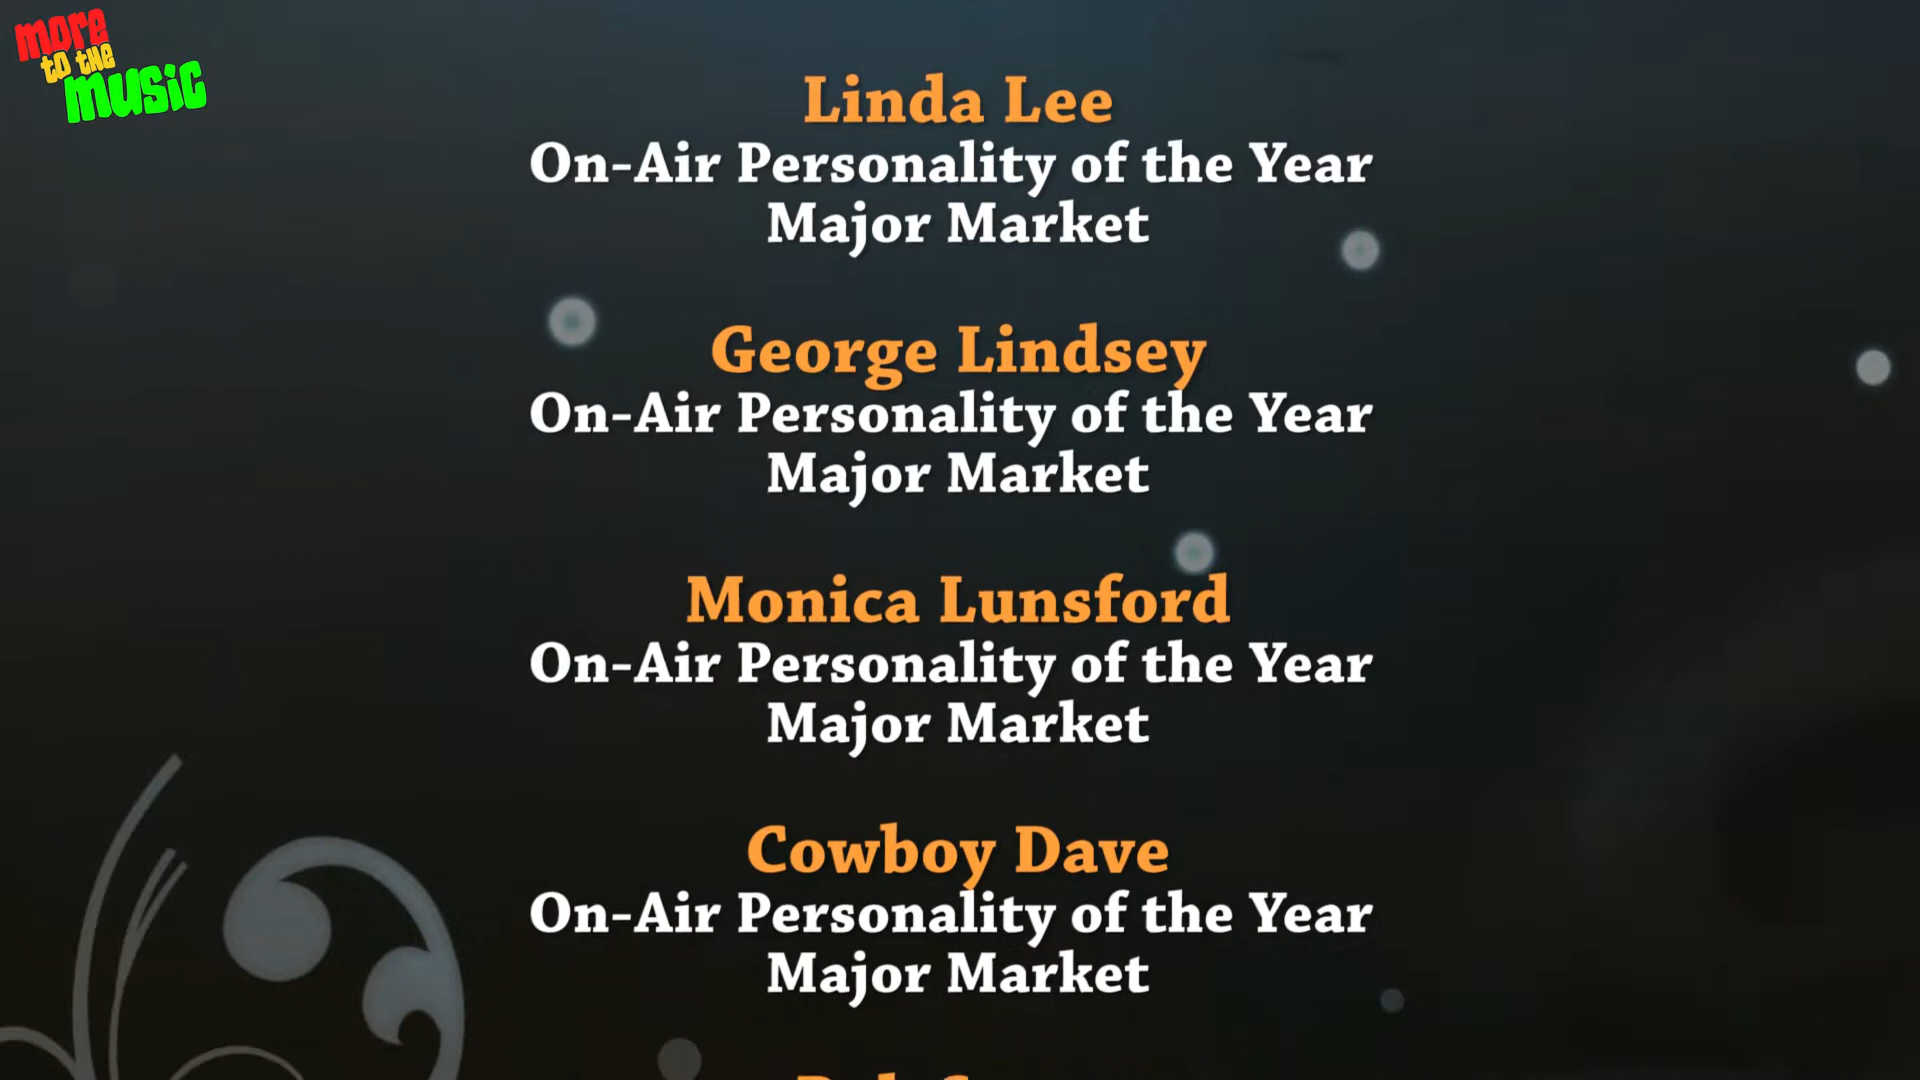 more
to the
music
Linda Lee
On-Air Personality of the Year
Major Market
George Lindsey
On-Air Personality of the Year
Major Market
Monica Lunsford
On-Air Personality of the Year
Major Market
Cowboy Dave
On-Air Personality of the Year
Major Market